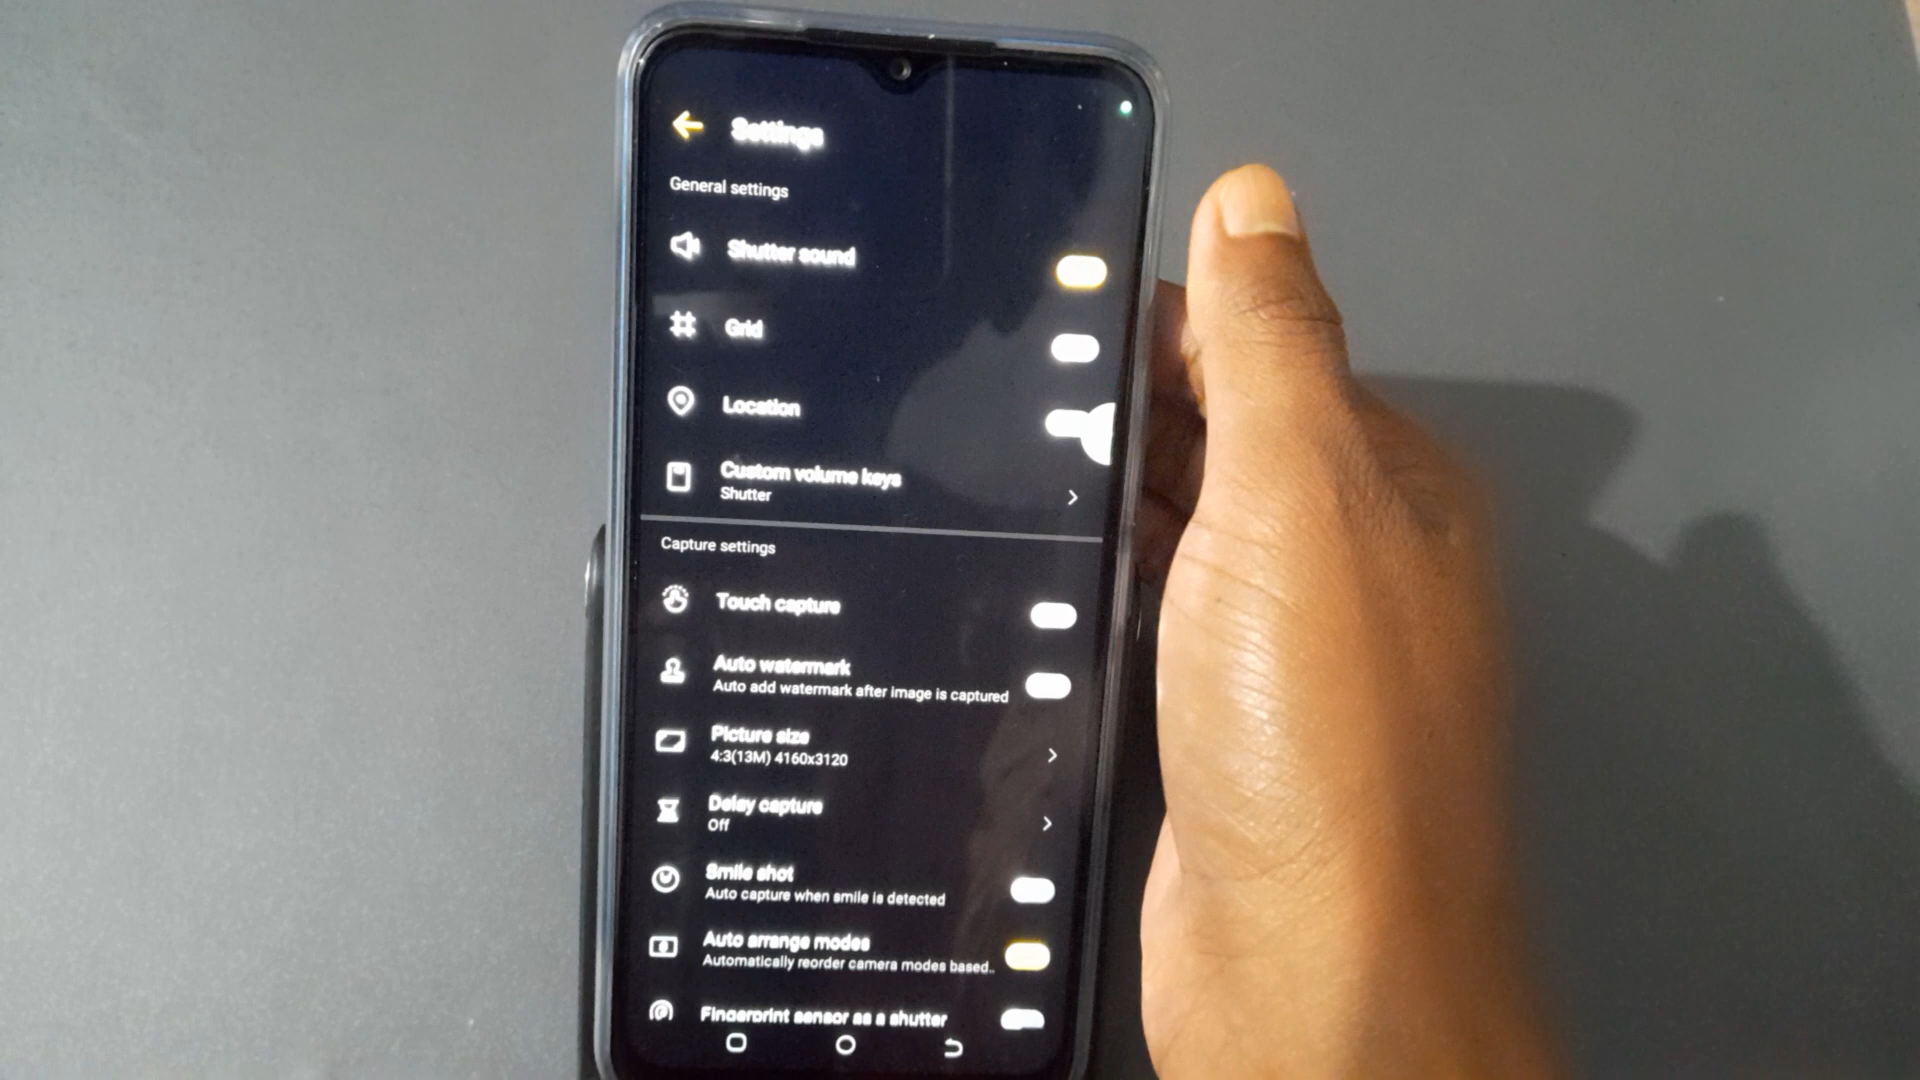 Settings
General settings
Shutter sound
Grid
Location
Custom volume keys
Shutter
Capture settings
Touch capture
Auto watermark
Auto add watermark after image is captured
Picture size
4:3(13M) 4160x3120
Delay capture
Off
Smile shot
Auto capture when smile is detected
Auto arrange modes
Automatically reorder camera modes based..
Fingerprint sensor as a shutter